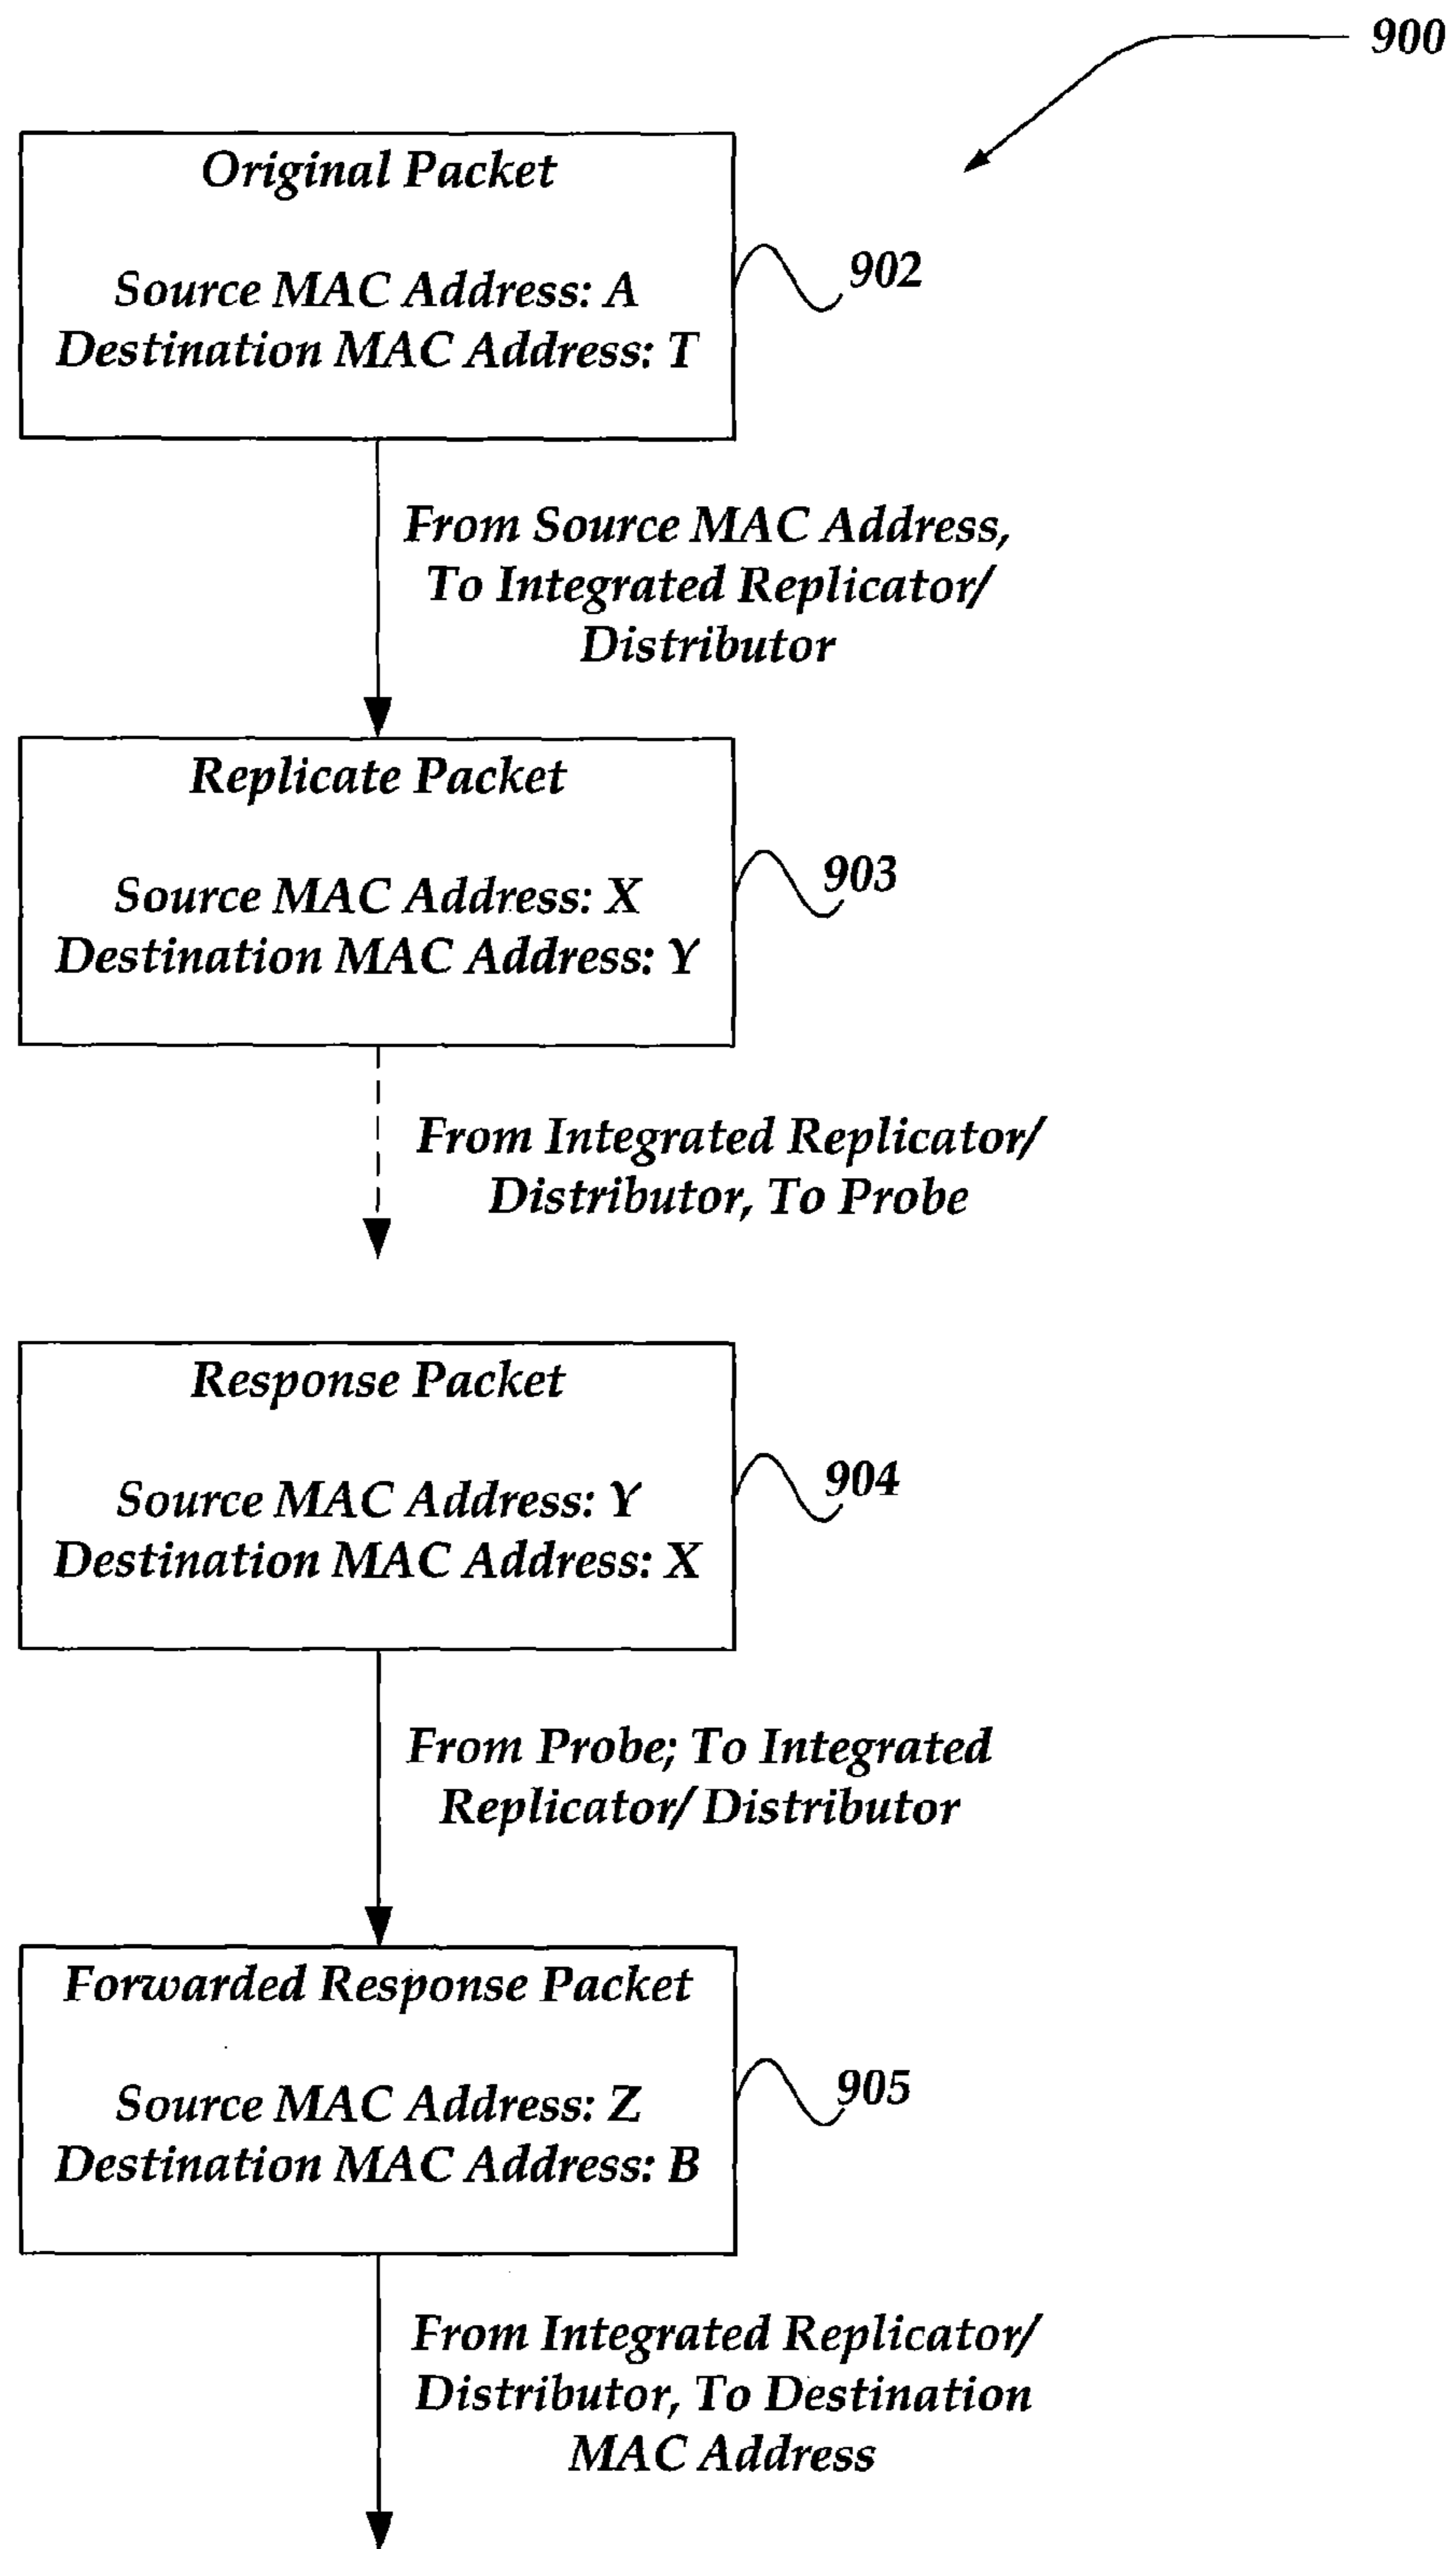 900
Original Packet
Source MAC Address: A
Destination MAC Address: T
902
From Source MAC Address,
To Integrated Replicator/
Distributor
Replicate Packet
Source MAC Address: X
Destination MAC Address: Y
903
From Integrated Replicator/
Distributor, To Probe
Response Packet
Source MAC Address: Y
Destination MAC Address: X
904
From Probe; To Integrated
Replicator/Distributor
Forwarded Response Packet
Source MAC Address: Z
Destination MAC Address: B
905
From Integrated Replicator/
Distributor, To Destination
MAC Address